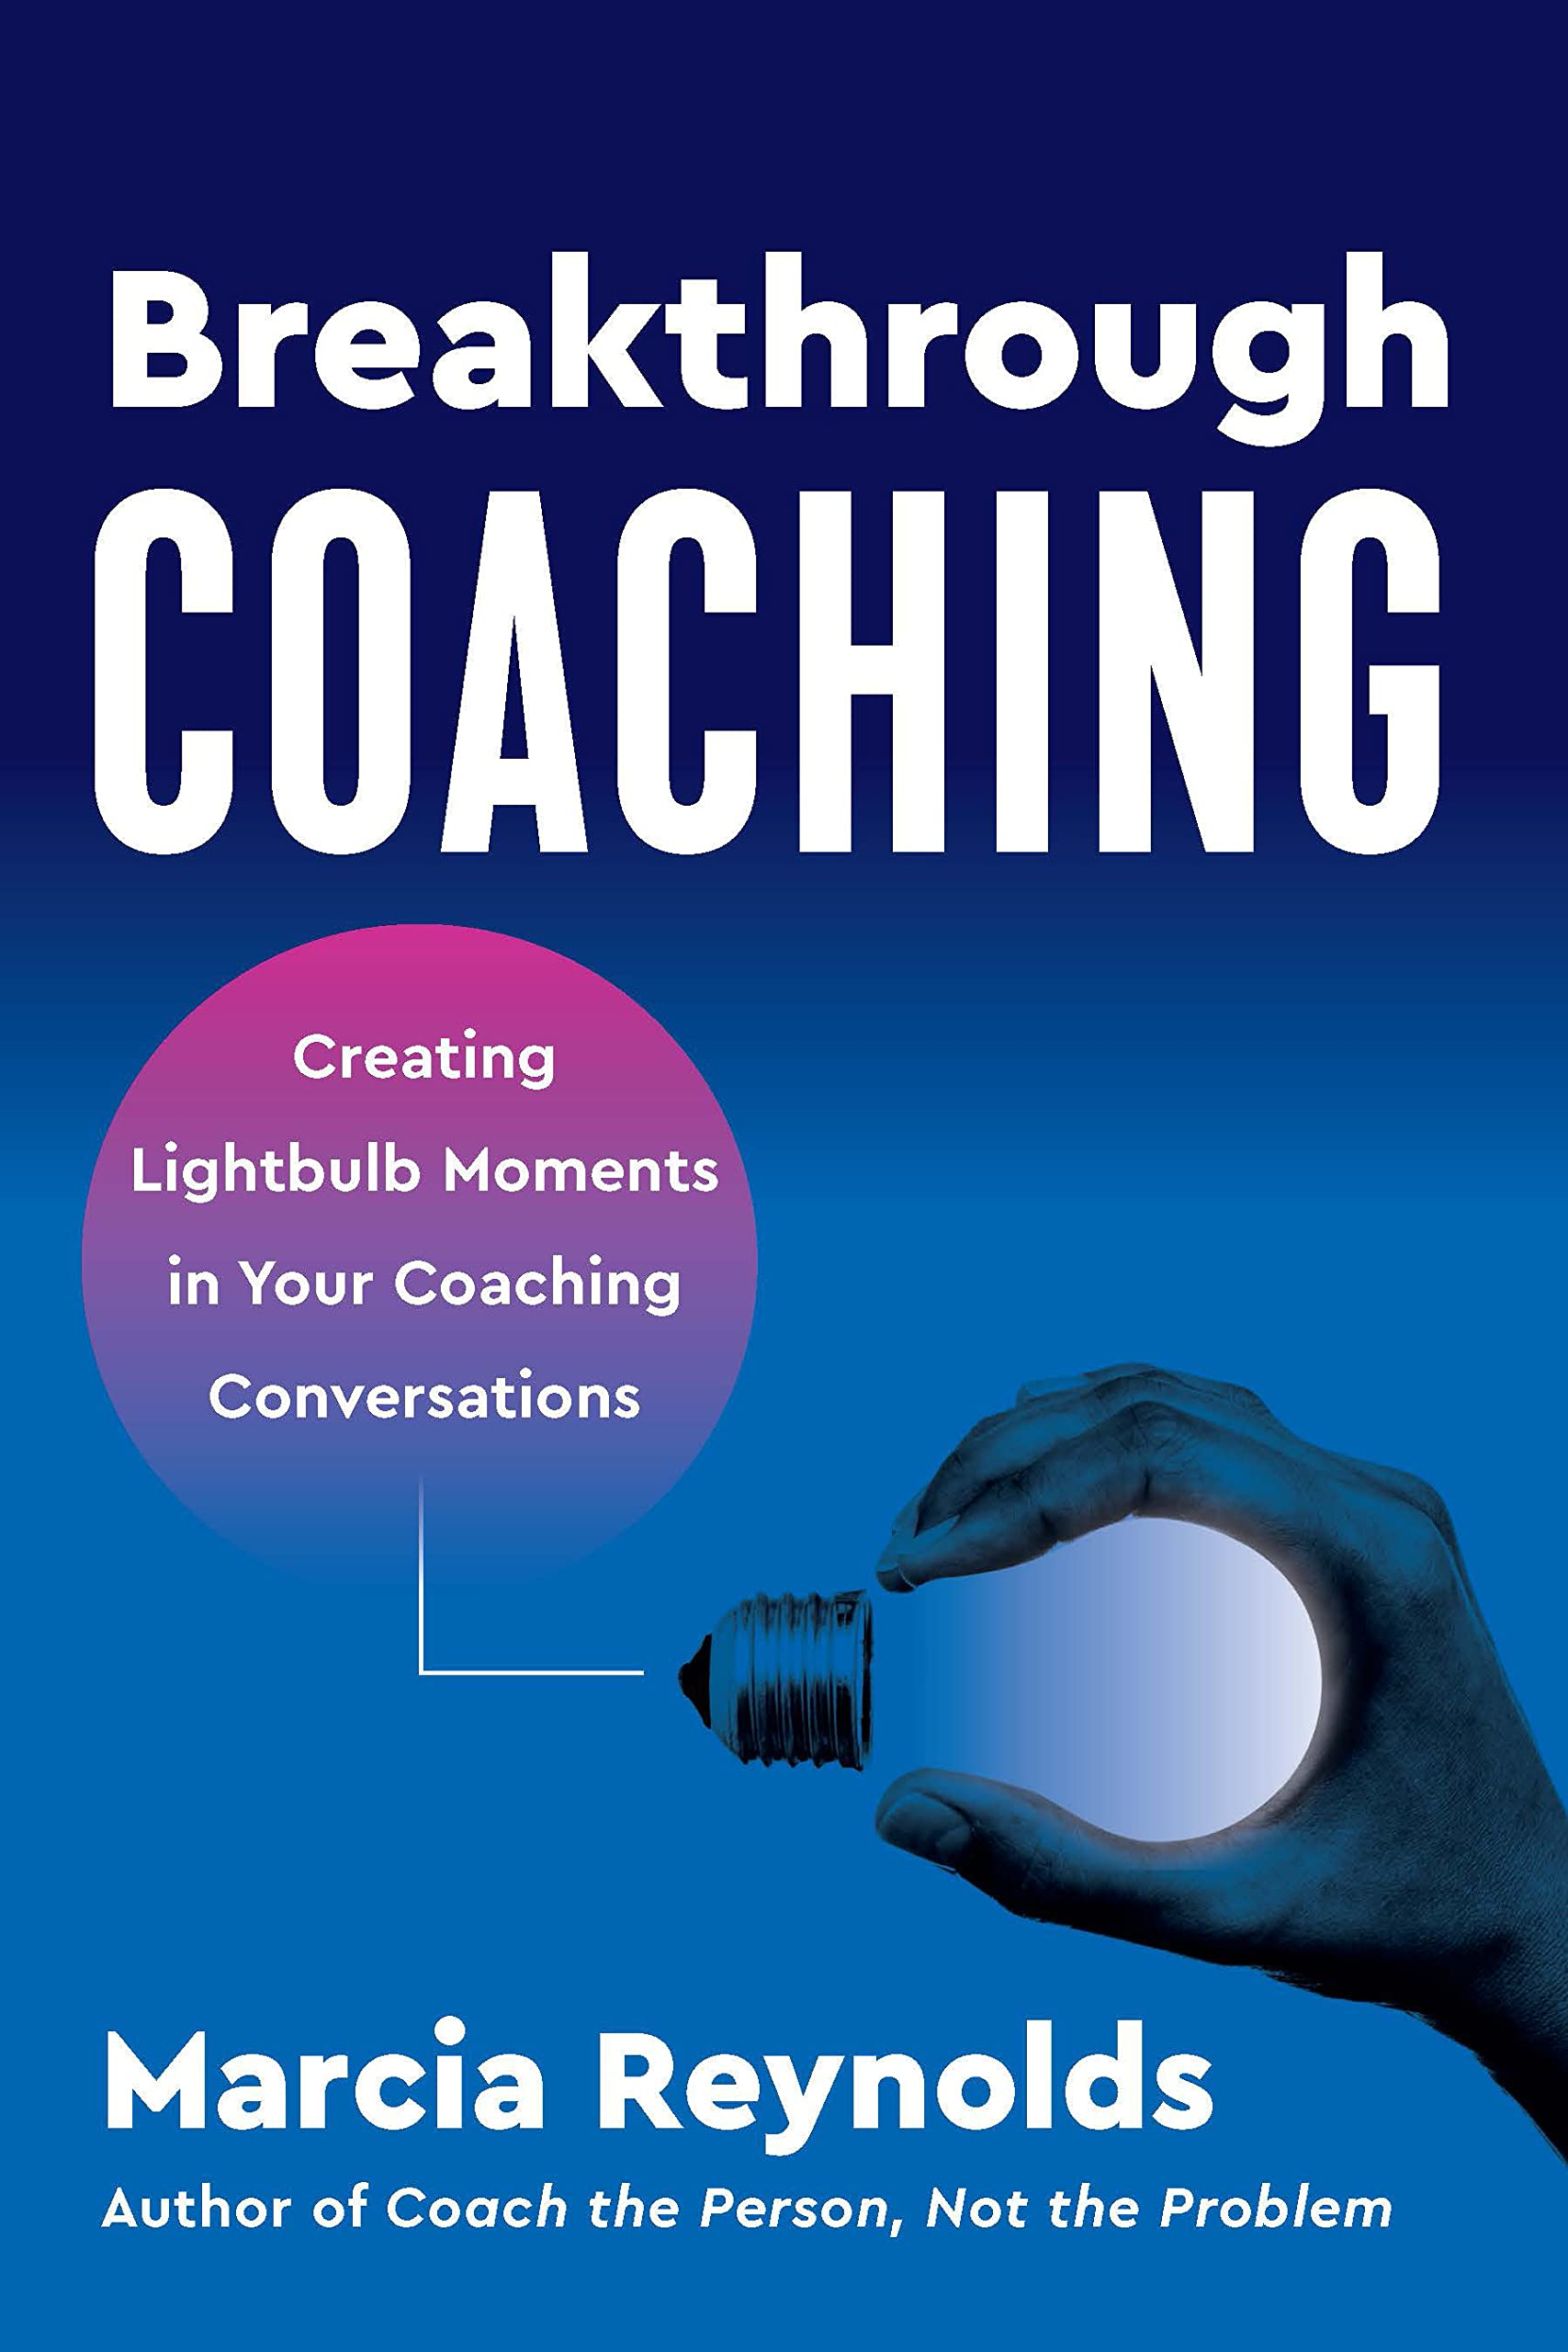 Breakthrough
COACHING
Creating
Lightbulb Moments
in Your Coaching
Conversations
Marcia Reynolds
Author of Coach the Person, Not the Problem